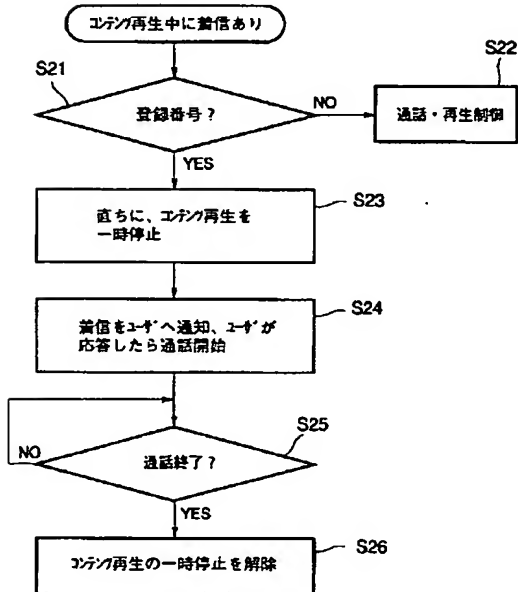 コンテンツ再生中に着信あり
S21
S22
登録番号？
NO
通話・再生制御
YES
S23
直ちに、コンテンツ再生を
一時停止
S24
着信をユーザへ通知、ユーザが
応答したら通話開始
S25
NO
通話終了？
YES
S26
コンテンツ再生の一時停止を解除